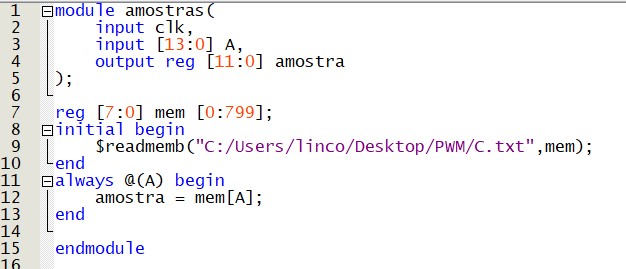 1 module amostras(
2     input clk,
3     input [13:0] A,
4     output reg [11:0] amostra
5 );
6
7 reg [7:0] mem [0:799];
8 initial begin
9     $readmemb("C:/Users/linco/Desktop/PWM/C.txt",mem);
10 end
11 always @(A) begin
12     amostra = mem[A];
13 end
14
15 endmodule
16